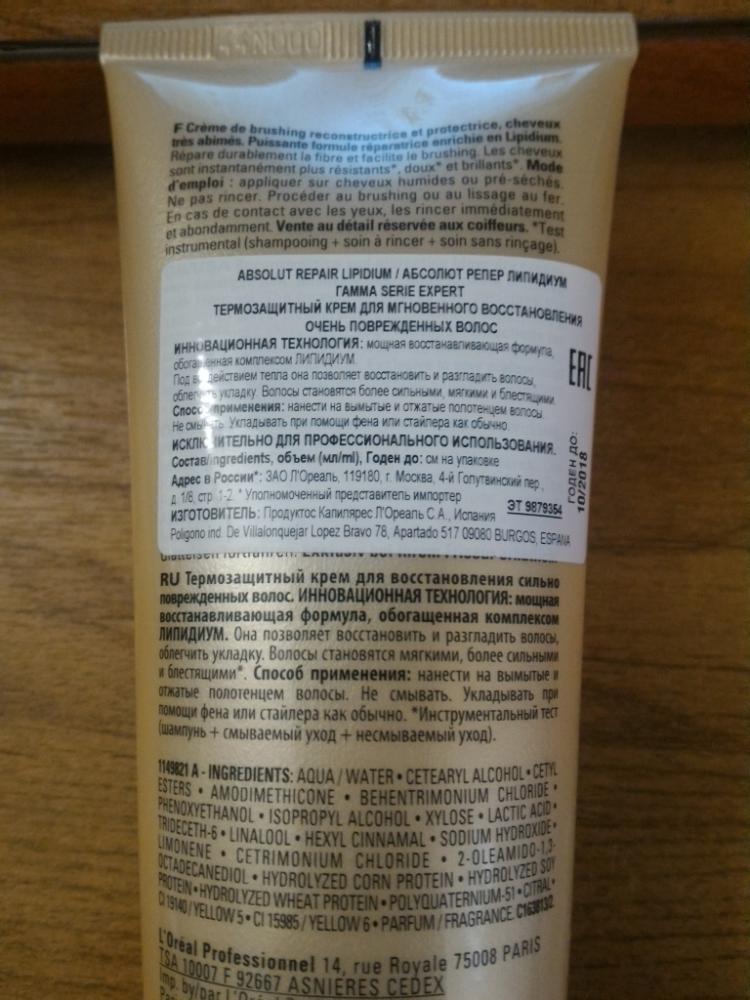 F Crème de brushing reconstructrice et protectrice, cheveux
très abîmés. Puissante formule réparatrice enrichie en Lipidium.
Répare durablement la fibre et facilite le brushing. Les cheveux
sont instantanément plus résistants*, doux* et brillants*. Mode
d'emploi : appliquer sur cheveux humides ou pré-séchés.
Ne pas rincer. Procéder au brushing ou au lissage au fer.
En cas de contact avec les yeux, les rincer immédiatement
et abondamment. Vente au détail réservée aux coiffeurs. *Test
instrumental (shampooing + soin à rincer + soin sans rinçage).
ABSOLUT REPAIR LIPIDIUM / АБСОЛЮТ РЕПЕР ЛИПИДИУМ
ГАММА SERIE EXPERT
ТЕРМОЗАЩИТНЫЙ КРЕМ ДЛЯ МГНОВЕННОГО ВОССТАНОВЛЕНИЯ
ОЧЕНЬ ПОВРЕЖДЕННЫХ ВОЛОС
ИННОВАЦИОННАЯ ТЕХНОЛОГИЯ: мощная восстанавливающая формула,
обогащенная комплексом ЛИПИДИУМ.
Под воздействием тепла она позволяет восстановить и разгладить волосы,
облегчить укладку. Волосы становятся более сильными, мягкими и блестящими.
Способ применения: нанести на вымытые и отжатые полотенцем волосы.
Не смывать. Укладывать при помощи фена или стайлера как обычно.
ИСКЛЮЧИТЕЛЬНО ДЛЯ ПРОФЕССИОНАЛЬНОГО ИСПОЛЬЗОВАНИЯ.
Состав/ingredients, объем (мл/ml), Годен до: см на упаковке
Адрес в России*: ЗАО Л'Ореаль, 119180, г. Москва, 4-й Голутвинский пер.,
д. 1/8, стр. 1-2. * Уполномоченный представитель импортер
ЭТ 9879354
ИЗГОТОВИТЕЛЬ: Продуктос Капилярес Л'Ореаль С.А., Испания
Poligono ind. De Villalonquejar Lopez Bravo 78, Apartado 517 09080 BURGOS, ESPANA
EAC
ГОДЕН ДО:
10/2018
RU Термозащитный крем для восстановления сильно
поврежденных волос. ИННОВАЦИОННАЯ ТЕХНОЛОГИЯ: мощная
восстанавливающая формула, обогащенная комплексом
ЛИПИДИУМ. Она позволяет восстановить и разгладить волосы,
облегчить укладку. Волосы становятся мягкими, более сильными
и блестящими*. Способ применения: нанести на вымытые и
отжатые полотенцем волосы. Не смывать. Укладывать при
помощи фена или стайлера как обычно. *Инструментальный тест
(шампунь + смываемый уход + несмываемый уход).
1149821 A - INGREDIENTS: AQUA / WATER • CETEARYL ALCOHOL • CETYL
ESTERS • AMODIMETHICONE • BEHENTRIMONIUM CHLORIDE •
PHENOXYETHANOL • ISOPROPYL ALCOHOL • XYLOSE • LACTIC ACID •
TRIDECETH-6 • LINALOOL • HEXYL CINNAMAL • SODIUM HYDROXIDE •
LIMONENE • CETRIMONIUM CHLORIDE • 2-OLEAMIDO-1,3-
OCTADECANEDIOL • HYDROLYZED CORN PROTEIN • HYDROLYZED SOY
PROTEIN • HYDROLYZED WHEAT PROTEIN • POLYQUATERNIUM-51 • CITRAL •
CI 19140 / YELLOW 5 • CI 15985 / YELLOW 6 • PARFUM / FRAGRANCE.
L'Oréal Professionnel 14, rue Royale 75008 PARIS
TSA 10007 F 92667 ASNIERES CEDEX
Imp. by/par L'Oréal